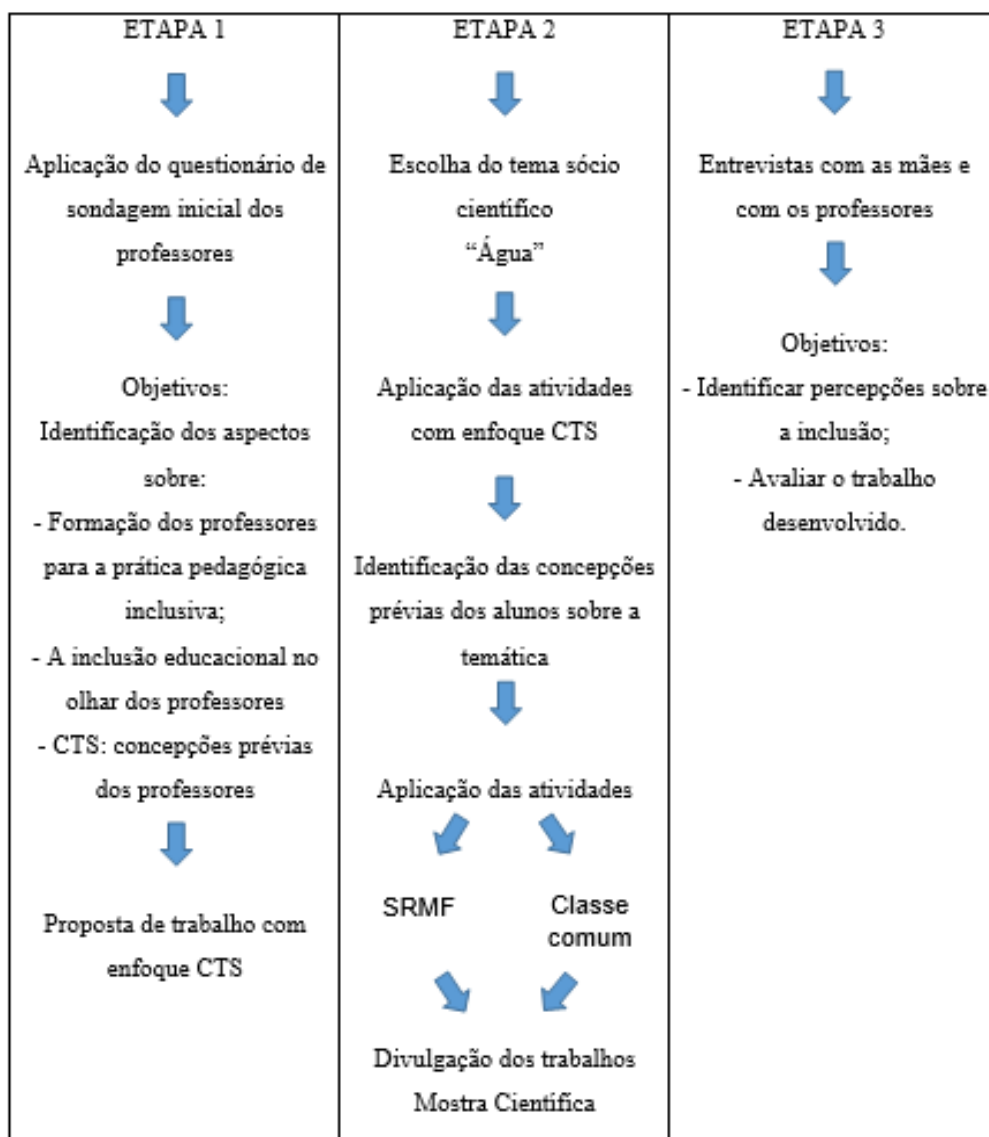 ETAPA 1
Aplicação do questionário de
sondagem inicial dos
professores
Objetivos:
Identificação dos aspectos
sobre:
- Formação dos professores
para a prática pedagógica
inclusiva;
- A inclusão educacional no
olhar dos professores
- CTS: concepções prévias
dos professores
Proposta de trabalho com
enfoque CTS
ETAPA 2
Escolha do tema sócio
científico
“Água”
Aplicação das atividades
com enfoque CTS
Identificação das concepções
prévias dos alunos sobre a
temática
Aplicação das atividades
SRMF
Classe
comum
Divulgação dos trabalhos
Mostra Científica
ETAPA 3
Entrevistas com as mães e
com os professores
Objetivos:
- Identificar percepções sobre
a inclusão;
- Avaliar o trabalho
desenvolvido.